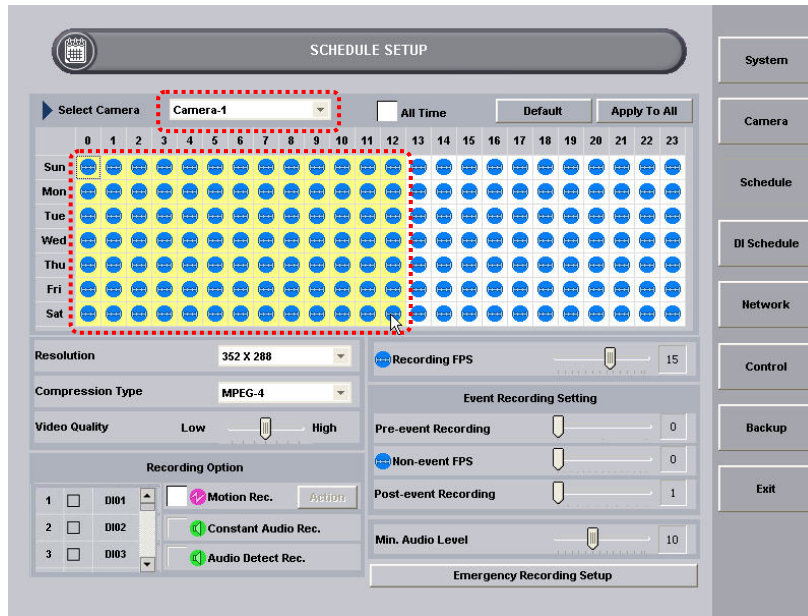 SCHEDULE SETUP
System
Select Camera Camera-1 All Time Default Apply To All
Camera
0 1 2 3 4 5 6 7 8 9 10 11 12 13 14 15 16 17 18 19 20 21 22 23
Sun
Mon
Schedule
Tue
Wed
DI Schedule
Thu
Fri
Sat
Network
Resolution 352 X 288
Recording FPS 15
Control
Compression Type MPEG-4
Event Recording Setting
Video Quality Low High
Pre-event Recording 0
Backup
Non-event FPS 0
Recording Option
Post-event Recording 1
Exit
1 DI01 Motion Rec. Action
2 DI02 Constant Audio Rec.
Min. Audio Level 10
3 DI03 Audio Detect Rec.
Emergency Recording Setup